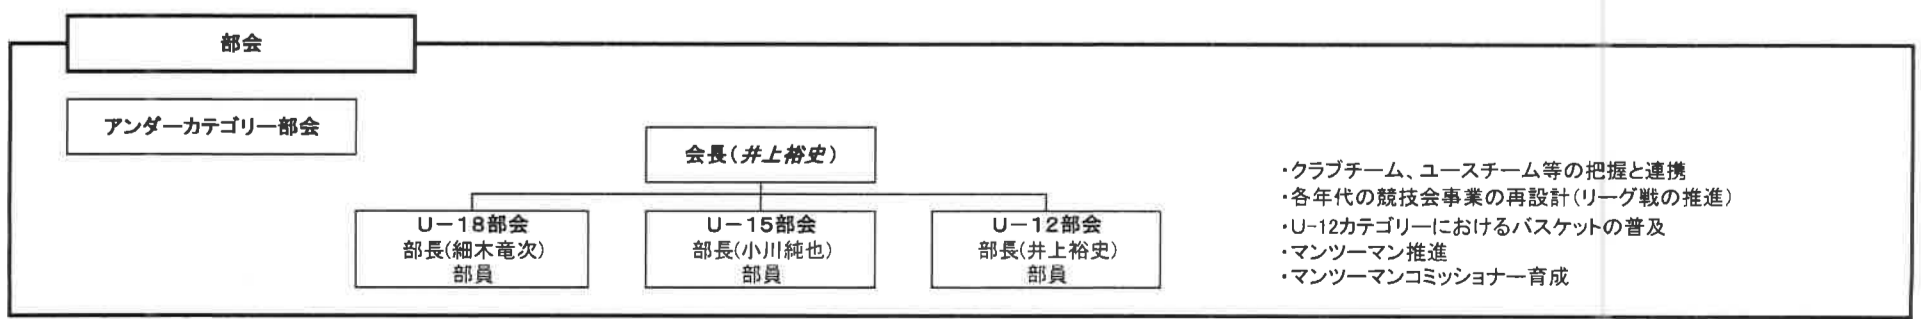 部会
アンダーカテゴリー部会
会長(井上裕史)
U－18部会
部長(細木竜次)
部員
U－15部会
部長(小川純也)
部員
U－12部会
部長(井上裕史)
部員
・クラブチーム、ユースチーム等の把握と連携
・各年代の競技会事業の再設計(リーグ戦の推進)
・U-12カテゴリーにおけるバスケットの普及
・マンツーマン推進
・マンツーマンコミッショナー育成